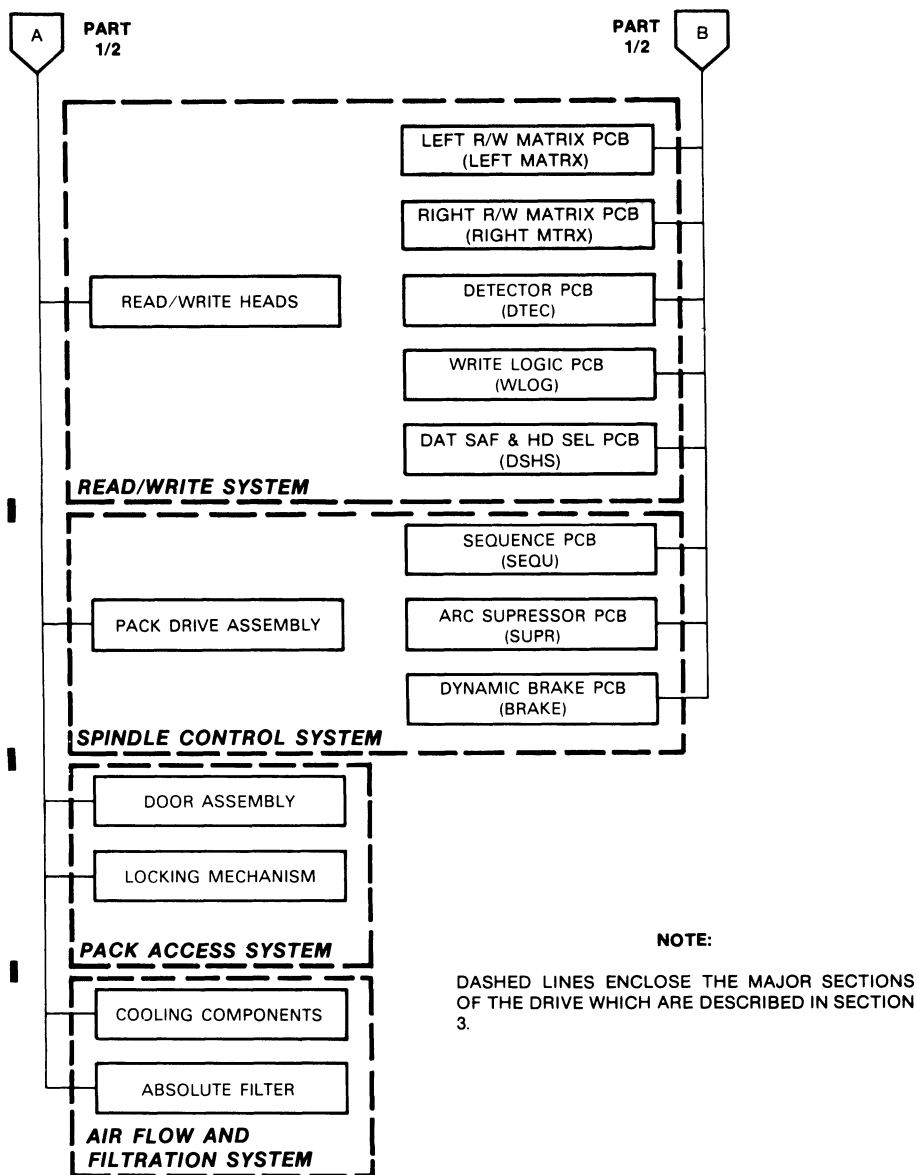 A
PART
1/2
PART
1/2
B
LEFT R/W MATRIX PCB
(LEFT MATRX)
RIGHT R/W MATRIX PCB
(RIGHT MTRX)
READ/WRITE HEADS
DETECTOR PCB
(DTEC)
WRITE LOGIC PCB
(WLOG)
DAT SAF & HD SEL PCB
(DSHS)
READ/WRITE SYSTEM
SEQUENCE PCB
(SEQU)
PACK DRIVE ASSEMBLY
ARC SUPRESSOR PCB
(SUPR)
DYNAMIC BRAKE PCB
(BRAKE)
SPINDLE CONTROL SYSTEM
DOOR ASSEMBLY
LOCKING MECHANISM
PACK ACCESS SYSTEM
COOLING COMPONENTS
ABSOLUTE FILTER
AIR FLOW AND
FILTRATION SYSTEM
NOTE:
DASHED LINES ENCLOSE THE MAJOR SECTIONS
OF THE DRIVE WHICH ARE DESCRIBED IN SECTION
3.